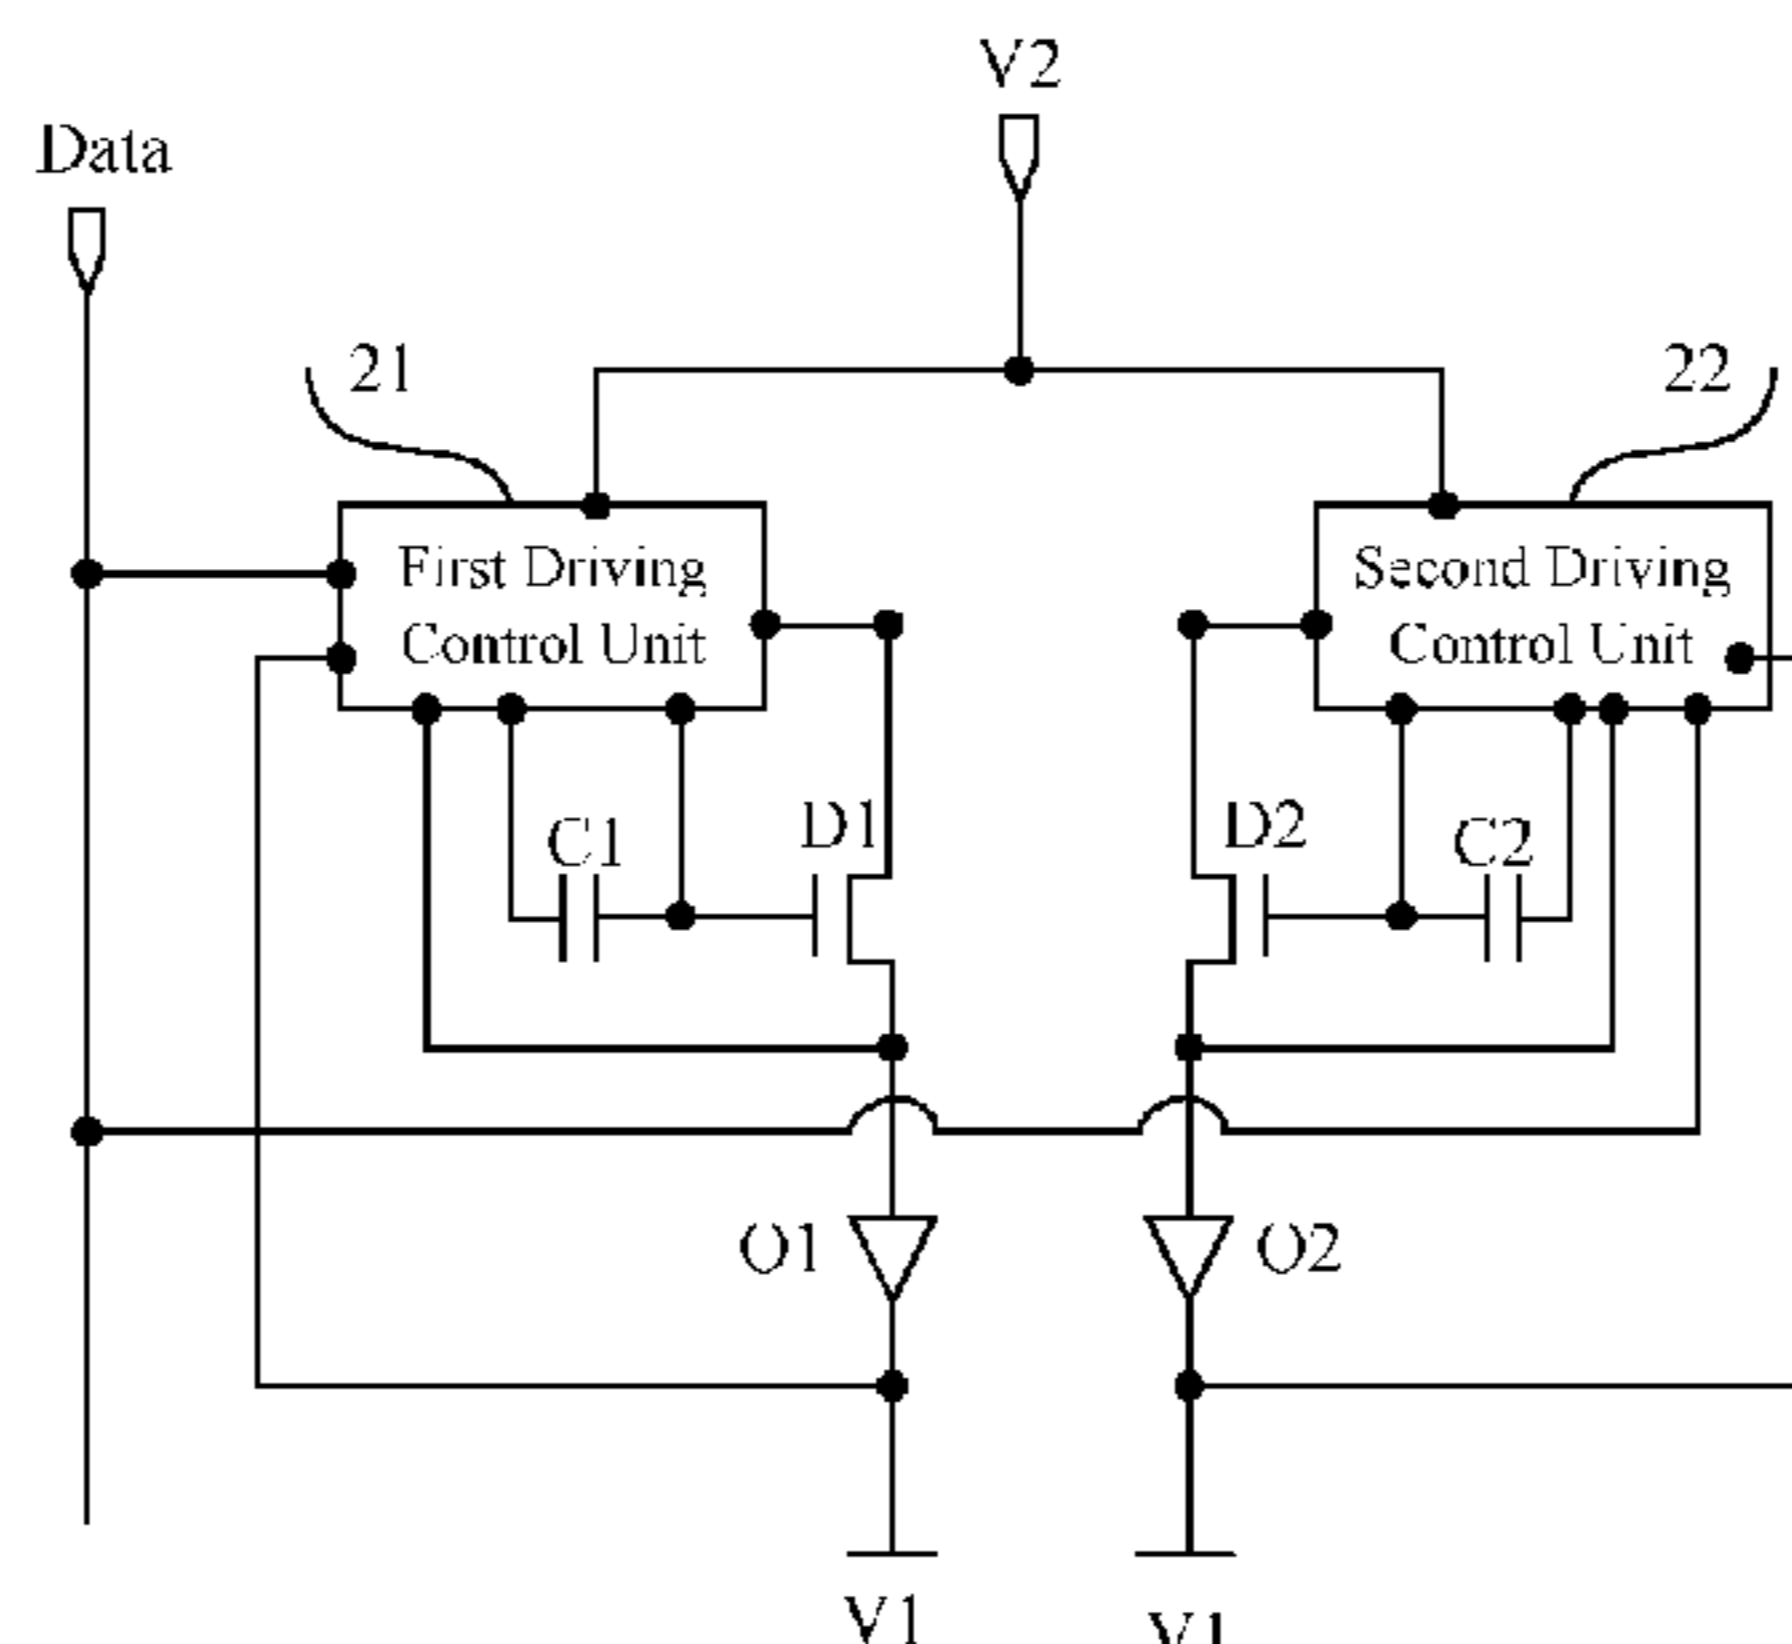 V2
Data
21
22
First Driving
Control Unit
Second Driving
Control Unit
D1
D2
C1
C2
O1
O2
V1
V1